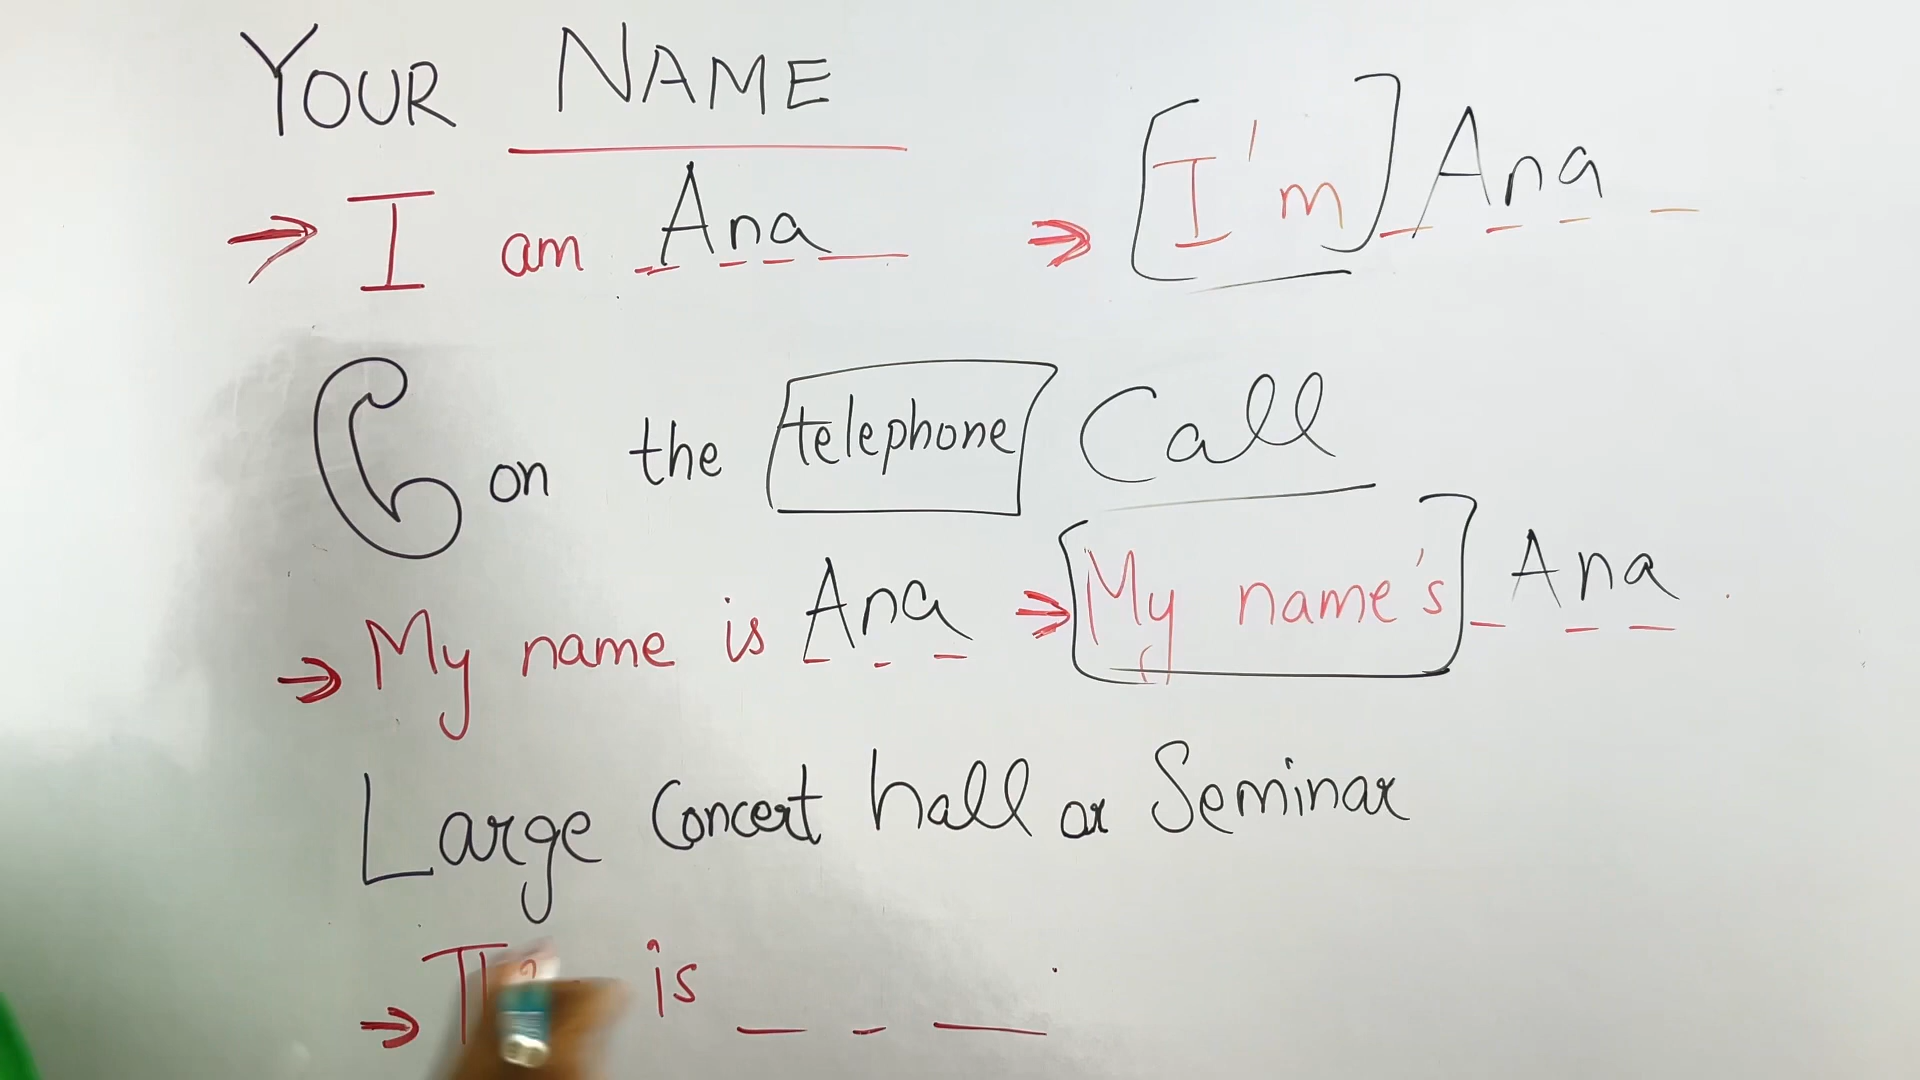 YOUR NAME
I am Ana
I'm Ana
on the telephone Call
My name is Ana
My name's Ana
Large Concert hall or Seminar
is